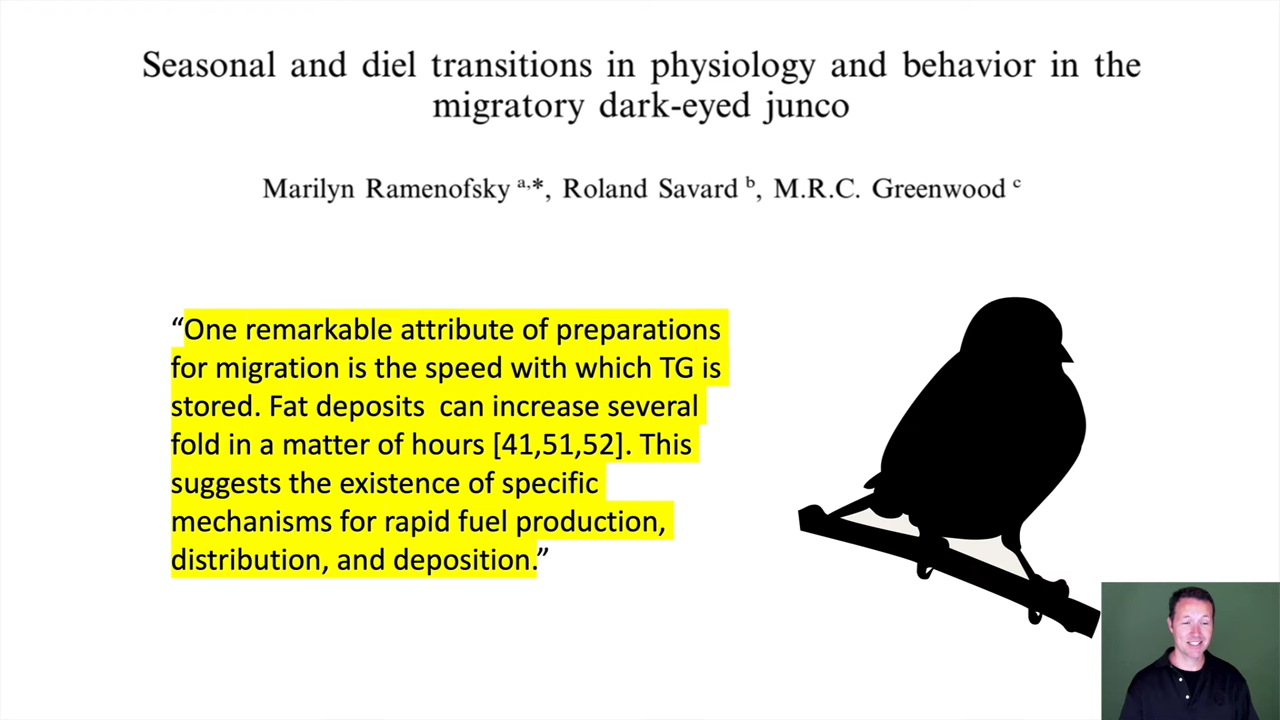 Seasonal and diel transitions in physiology and behavior in the
migratory dark-eyed junco
Marilyn Ramenofsky a,*, Roland Savard b, M.R.C. Greenwood c
“One remarkable attribute of preparations
for migration is the speed with which TG is
stored. Fat deposits can increase several
fold in a matter of hours [41,51,52]. This
suggests the existence of specific
mechanisms for rapid fuel production,
distribution, and deposition.”